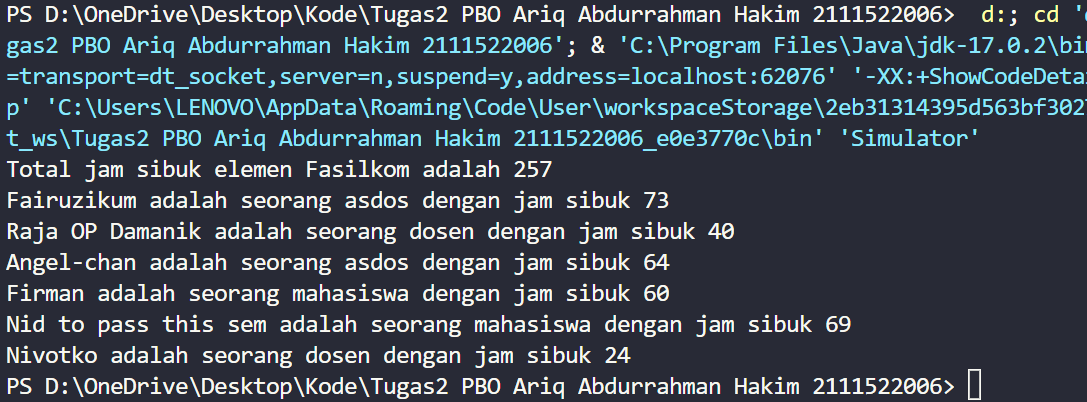 PS D:\OneDrive\Desktop\Kode\Tugas2 PBO Ariq Abdurrahman Hakim 2111522006>  d:; cd '
gas2 PBO Ariq Abdurrahman Hakim 2111522006'; & 'C:\Program Files\Java\jdk-17.0.2\bin
=transport=dt_socket,server=n,suspend=y,address=localhost:62076' '-XX:+ShowCodeDetai
p' 'C:\Users\LENOVO\AppData\Roaming\Code\User\workspaceStorage\2eb31314395d563bf302
t_ws\Tugas2 PBO Ariq Abdurrahman Hakim 2111522006_e0e3770c\bin' 'Simulator'
Total jam sibuk elemen Fasilkom adalah 257
Fairuzikum adalah seorang asdos dengan jam sibuk 73
Raja OP Damanik adalah seorang dosen dengan jam sibuk 40
Angel-chan adalah seorang asdos dengan jam sibuk 64
Firman adalah seorang mahasiswa dengan jam sibuk 60
Nid to pass this sem adalah seorang mahasiswa dengan jam sibuk 69
Nivotko adalah seorang dosen dengan jam sibuk 24
PS D:\OneDrive\Desktop\Kode\Tugas2 PBO Ariq Abdurrahman Hakim 2111522006>